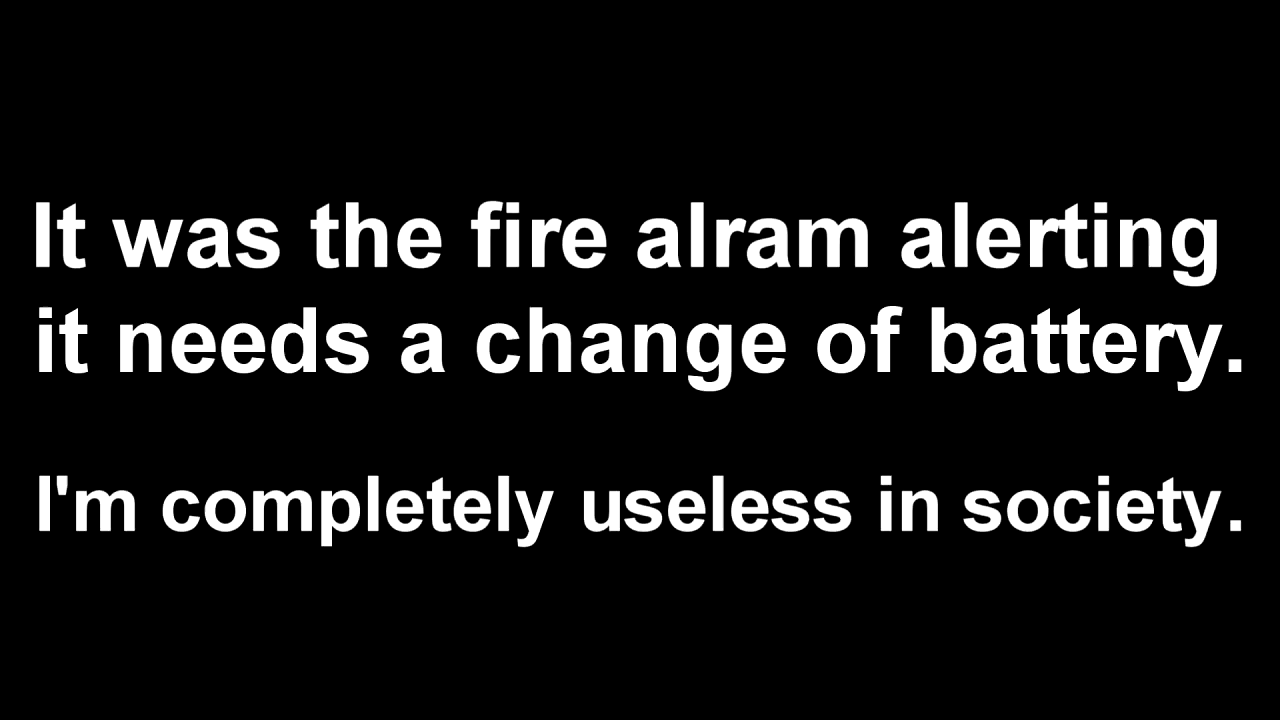 It was the fire alram alerting
it needs a change of battery.
I'm completely useless in society.